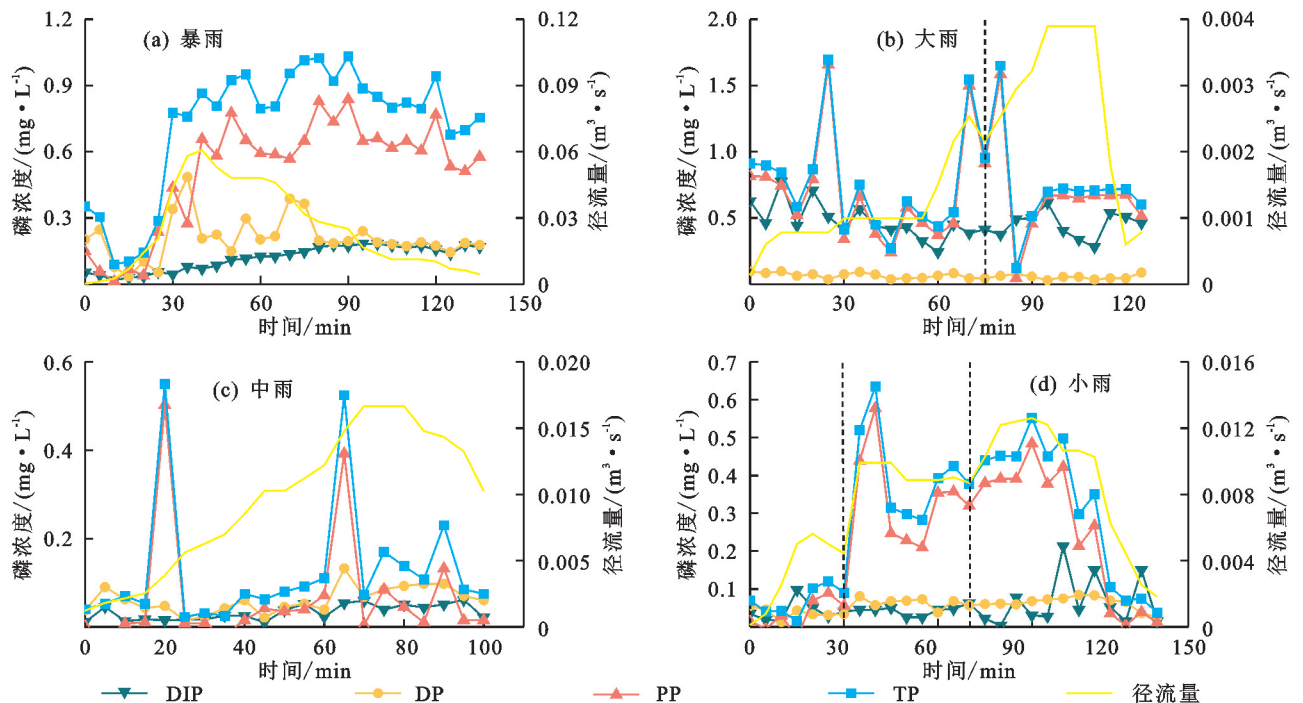 (a) 暴雨
磷浓度/(mg·L⁻¹)
1.2
0.9
0.6
0.3
0
0.12
0.09
0.06
0.03
0
径流量/(m³·s⁻¹)
0 30 60 90 120 150
时间/min
(b) 大雨
磷浓度/(mg·L⁻¹)
2.0
1.5
1.0
0.5
0.004
0.003
0.002
0.001
0
径流量/(m³·s⁻¹)
0 30 60 90 120 150
时间/min
(c) 中雨
磷浓度/(mg·L⁻¹)
0.6
0.4
0.2
0.020
0.015
0.010
0.005
0
径流量/(m³·s⁻¹)
0 20 40 60 80 100
时间/min
(d) 小雨
磷浓度/(mg·L⁻¹)
0.7
0.6
0.5
0.4
0.3
0.2
0.1
0.016
0.012
0.008
0.004
0
径流量/(m³·s⁻¹)
0 30 60 90 120 150
时间/min
DIP DP PP TP 径流量